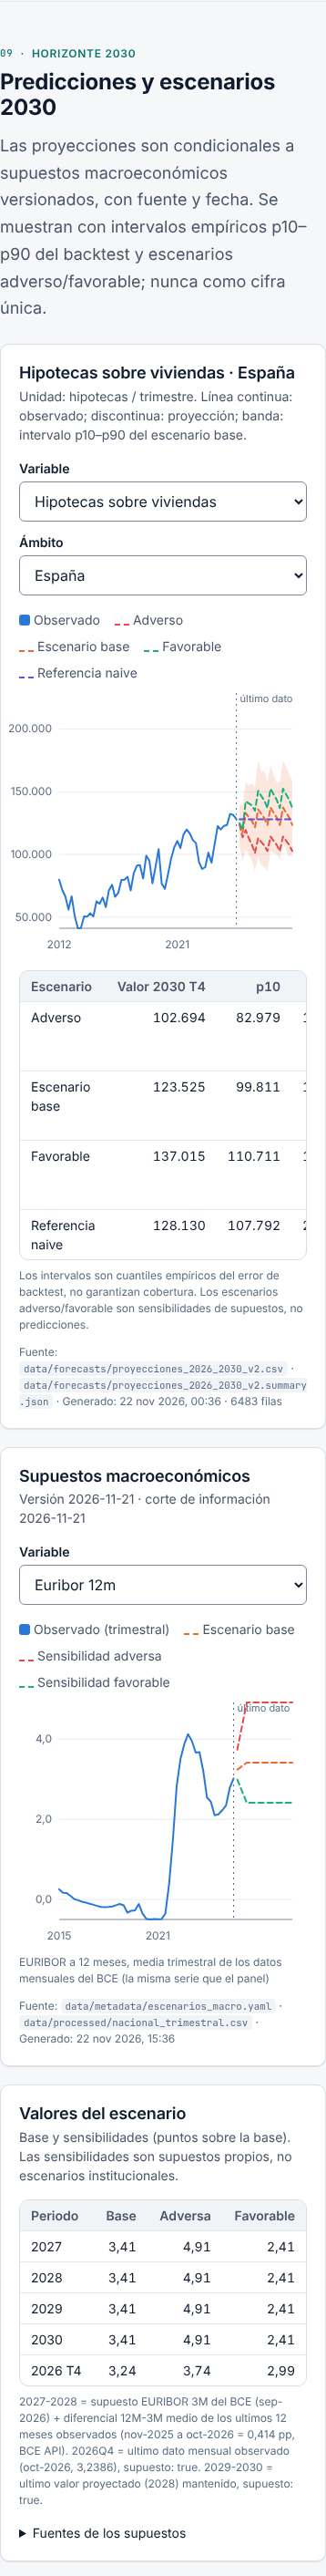 09 · HORIZONTE 2030
Predicciones y escenarios
2030
Las proyecciones son condicionales a
supuestos macroeconómicos
versionados, con fuente y fecha. Se
muestran con intervalos empíricos p10–
p90 del backtest y escenarios
adverso/favorable; nunca como cifra
única.
Hipotecas sobre viviendas · España
Unidad: hipotecas / trimestre. Línea continua:
observado; discontinua: proyección; banda:
intervalo p10–p90 del escenario base.
Variable
Hipotecas sobre viviendas
Ámbito
España
Observado Adverso
Escenario base Favorable
Referencia naive
último dato
200.000
150.000
100.000
50.000
2012 2021
Escenario Valor 2030 T4 p10
Adverso 102.694 82.979
Escenario
base 123.525 99.811
Favorable 137.015 110.711
Referencia
naive 128.130 107.792
Los intervalos son cuantiles empíricos del error de
backtest, no garantizan cobertura. Los escenarios
adverso/favorable son sensibilidades de supuestos, no
predicciones.
Fuente:
data/forecasts/proyecciones_2026_2030_v2.csv ·
data/forecasts/proyecciones_2026_2030_v2.summary
.json · Generado: 22 nov 2026, 00:36 · 6483 filas
Supuestos macroeconómicos
Versión 2026-11-21 · corte de información
2026-11-21
Variable
Euribor 12m
Observado (trimestral) Escenario base
Sensibilidad adversa
Sensibilidad favorable
último dato
4,0
2,0
0,0
2015 2021
EURIBOR a 12 meses, media trimestral de los datos
mensuales del BCE (la misma serie que el panel)
Fuente: data/metadata/escenarios_macro.yaml ·
data/processed/nacional_trimestral.csv ·
Generado: 22 nov 2026, 15:36
Valores del escenario
Base y sensibilidades (puntos sobre la base).
Las sensibilidades son supuestos propios, no
escenarios institucionales.
Periodo Base Adversa Favorable
2027 3,41 4,91 2,41
2028 3,41 4,91 2,41
2029 3,41 4,91 2,41
2030 3,41 4,91 2,41
2026 T4 3,24 3,74 2,99
2027-2028 = supuesto EURIBOR 3M del BCE (sep-
2026) + diferencial 12M-3M medio de los ultimos 12
meses observados (nov-2025 a oct-2026 = 0,414 pp,
BCE API). 2026Q4 = ultimo dato mensual observado
(oct-2026, 3,2386), supuesto: true. 2029-2030 =
ultimo valor proyectado (2028) mantenido, supuesto:
true.
Fuentes de los supuestos